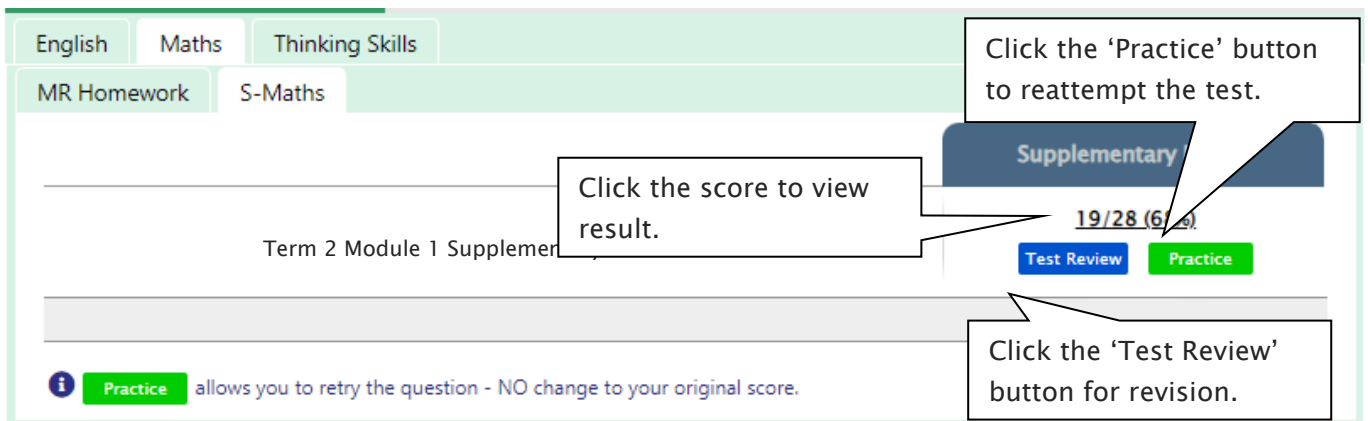 English Maths Thinking Skills
MR Homework S-Maths
Click the ‘Practice’ button
to reattempt the test.
Supplementary
Click the score to view
result.
19/28 (68%)
Term 2 Module 1
Test Review Practice
Click the ‘Test Review’
button for revision.
Practice allows you to retry the question - NO change to your original score.